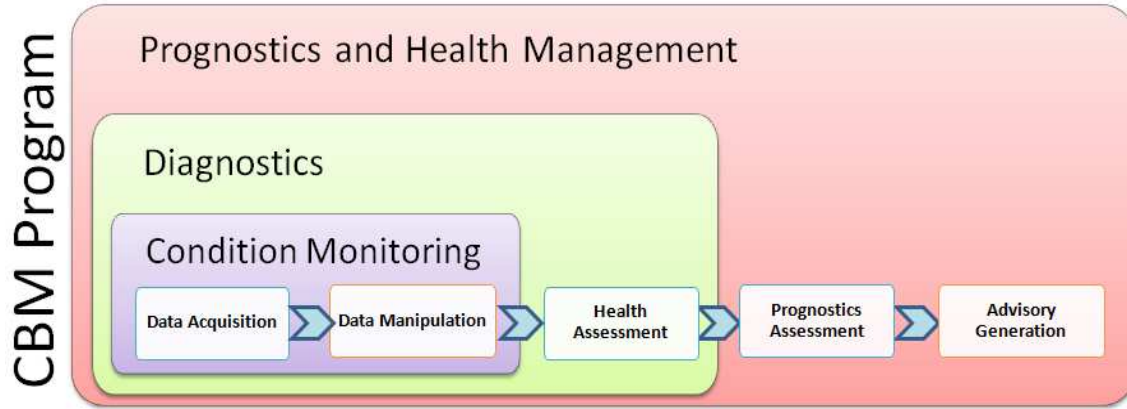 CBM Program
Prognostics and Health Management
Diagnostics
Condition Monitoring
Data Acquisition
Data Manipulation
Health
Assessment
Prognostics
Assessment
Advisory
Generation